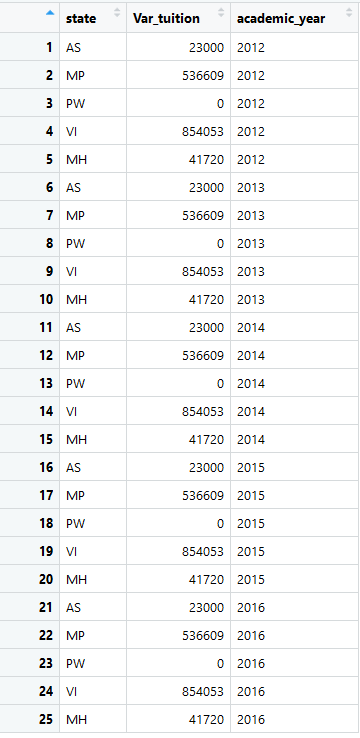 state Var_tuition academic_year
1 AS 23000 2012
2 MP 536609 2012
3 PW 0 2012
4 VI 854053 2012
5 MH 41720 2012
6 AS 23000 2013
7 MP 536609 2013
8 PW 0 2013
9 VI 854053 2013
10 MH 41720 2013
11 AS 23000 2014
12 MP 536609 2014
13 PW 0 2014
14 VI 854053 2014
15 MH 41720 2014
16 AS 23000 2015
17 MP 536609 2015
18 PW 0 2015
19 VI 854053 2015
20 MH 41720 2015
21 AS 23000 2016
22 MP 536609 2016
23 PW 0 2016
24 VI 854053 2016
25 MH 41720 2016